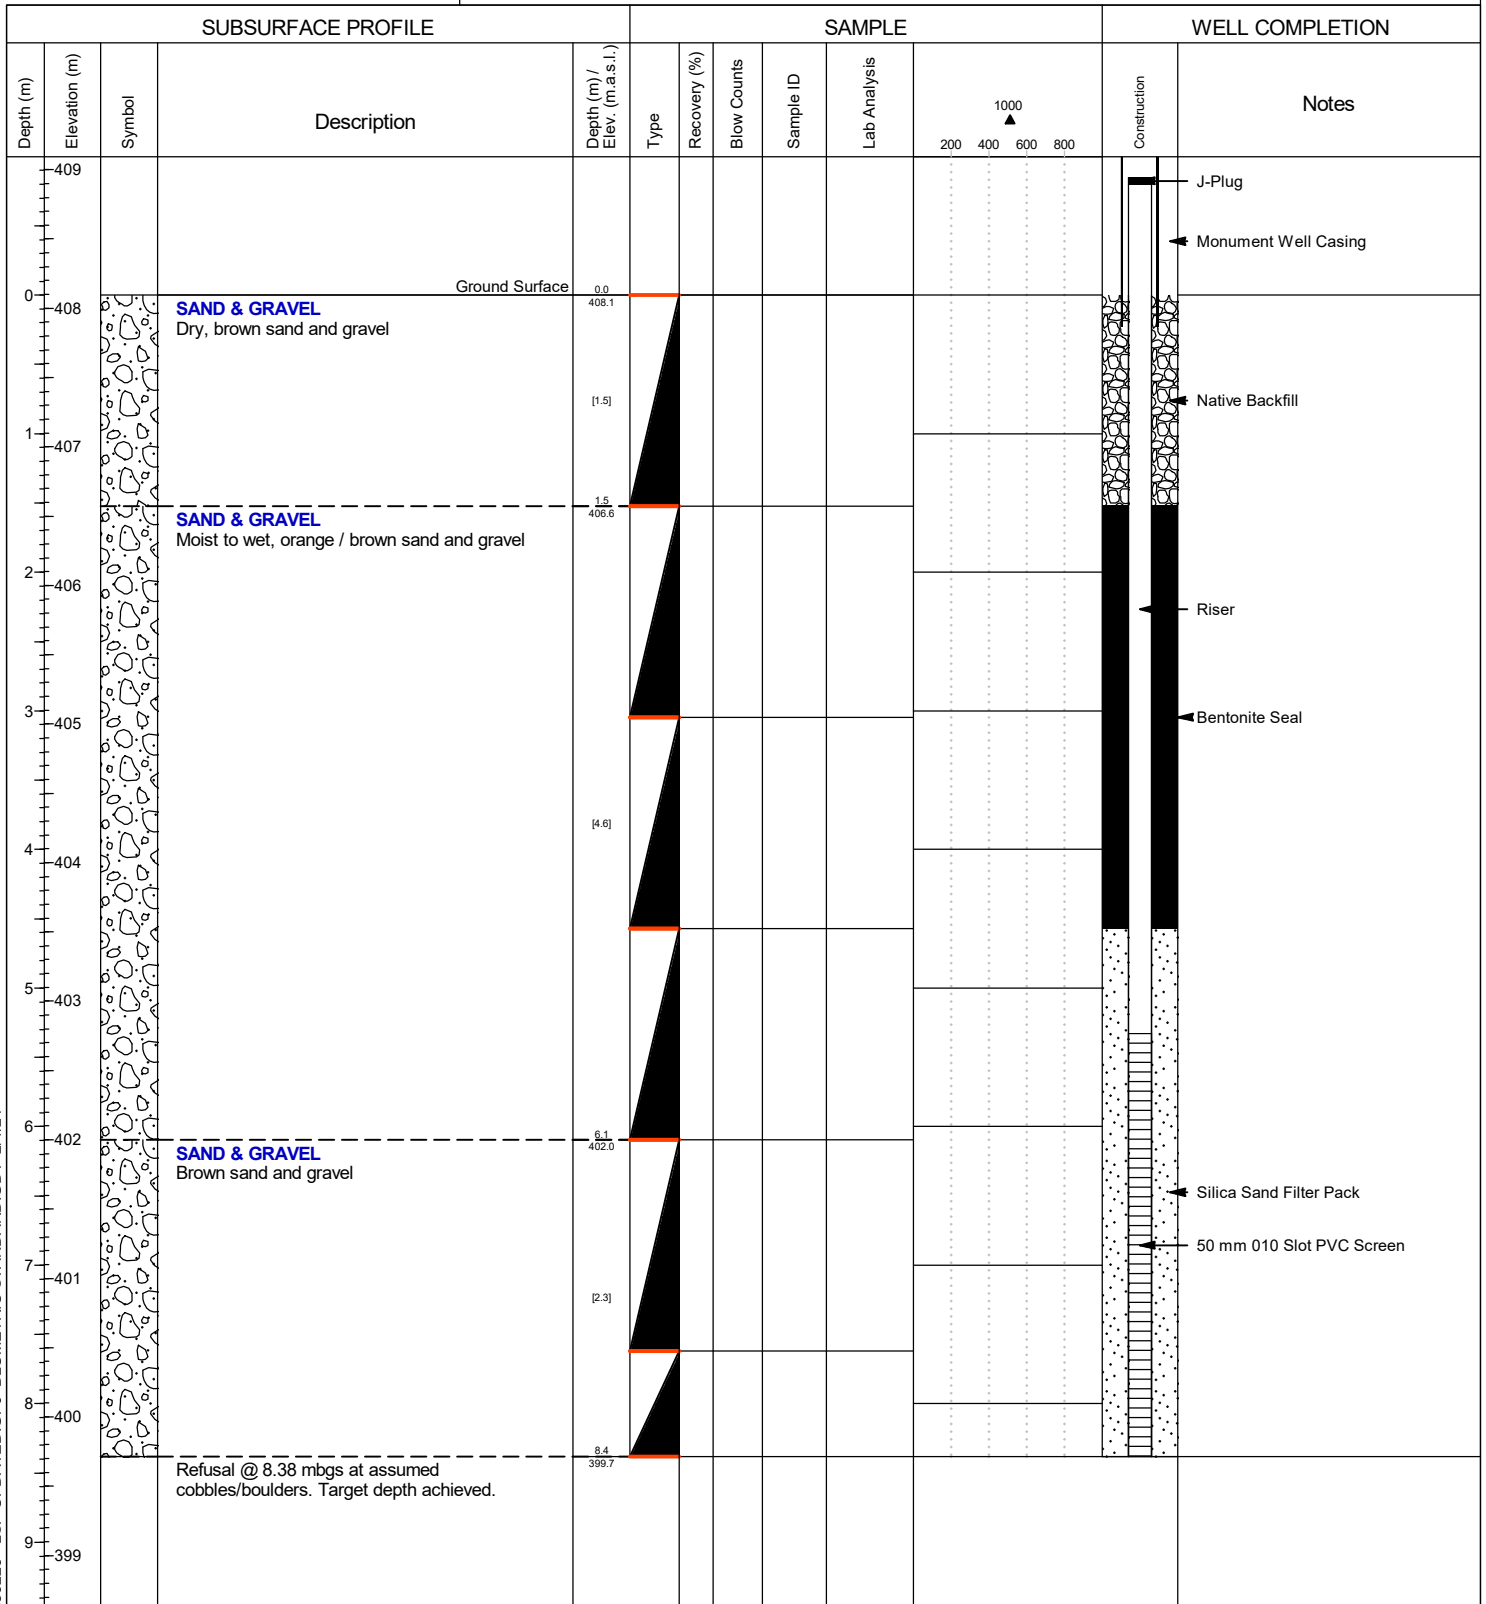 SUBSURFACE PROFILE
SAMPLE
WELL COMPLETION
Depth (m)
Elevation (m)
Symbol
Description
Depth (m) /
Elev. (m.a.s.l.)
Type
Recovery (%)
Blow Counts
Sample ID
Lab Analysis
1000
200 400 600 800
Construction
Notes
409
J-Plug
Monument Well Casing
Ground Surface
0.0
0
408.1
408
SAND & GRAVEL
Dry, brown sand and gravel
[1.5]
Native Backfill
1
407
1.5
406.6
SAND & GRAVEL
Moist to wet, orange / brown sand and gravel
2
406
Riser
3
405
Bentonite Seal
[4.6]
4
404
5
403
6
402
6.1
402.0
SAND & GRAVEL
Brown sand and gravel
Silica Sand Filter Pack
50 mm 010 Slot PVC Screen
7
401
[2.3]
8
400
8.4
399.7
Refusal @ 8.38 mbgs at assumed
cobbles/boulders. Target depth achieved.
9
399